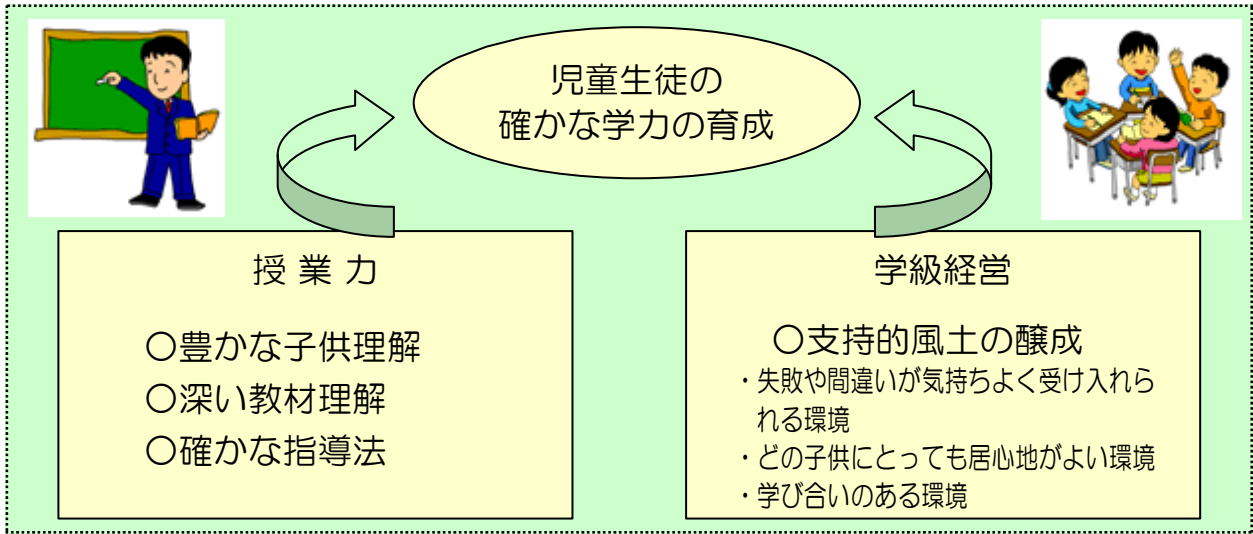 児童生徒の
確かな学力の育成
授 業 力
〇豊かな子供理解
〇深い教材理解
〇確かな指導法
学級経営
〇支持的風土の醸成
・失敗や間違いが気持ちよく受け入れら
れる環境
・どの子供にとっても居心地がよい環境
・学び合いのある環境